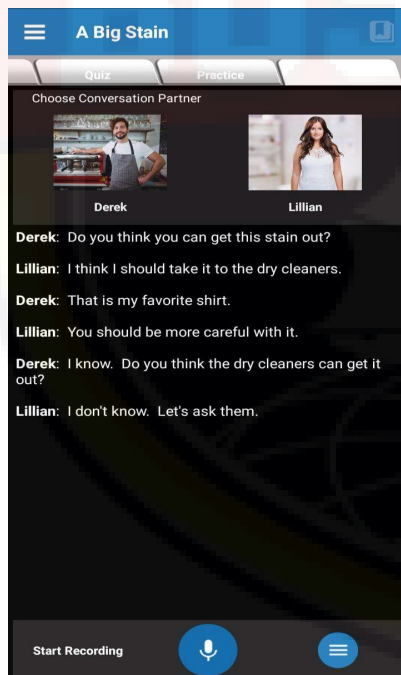 A Big Stain
Quiz Practice
Choose Conversation Partner
Derek Lillian
Derek: Do you think you can get this stain out?
Lillian: I think I should take it to the dry cleaners.
Derek: That is my favorite shirt.
Lillian: You should be more careful with it.
Derek: I know. Do you think the dry cleaners can get it
out?
Lillian: I don't know. Let's ask them.
Start Recording